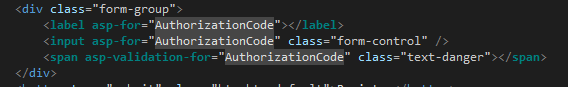 <div class="form-group">
<label asp-for="AuthorizationCode"></label>
<input asp-for="AuthorizationCode" class="form-control" />
<span asp-validation-for="AuthorizationCode" class="text-danger"></span>
</div>